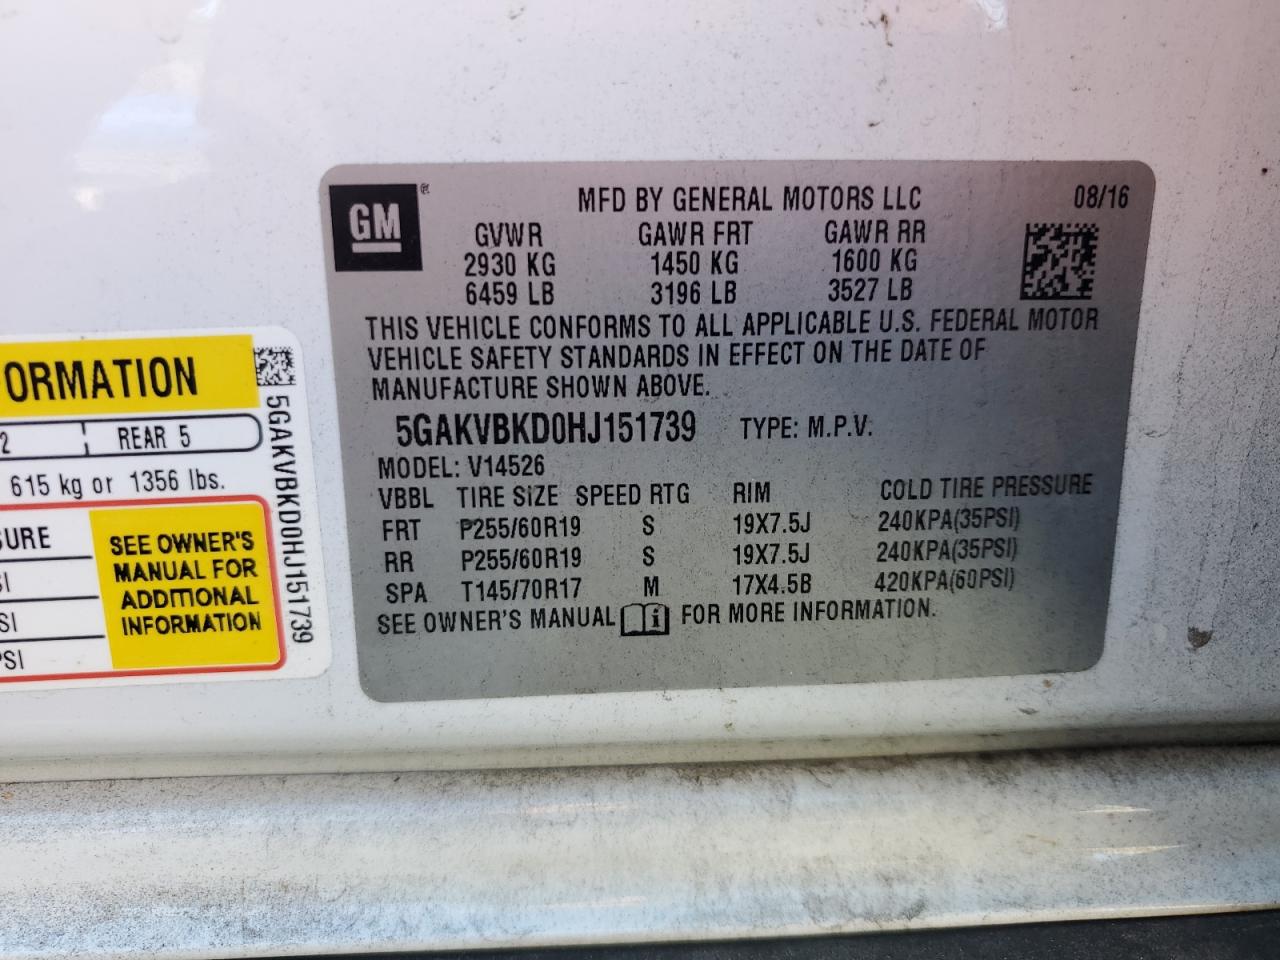 GM ®
MFD BY GENERAL MOTORS LLC 08/16
GVWR GAWR FRT GAWR RR
2930 KG 1450 KG 1600 KG
6459 LB 3196 LB 3527 LB
THIS VEHICLE CONFORMS TO ALL APPLICABLE U.S. FEDERAL MOTOR
VEHICLE SAFETY STANDARDS IN EFFECT ON THE DATE OF
MANUFACTURE SHOWN ABOVE.
5GAKVBKD0HJ151739 TYPE: M.P.V.
MODEL: V14526
VBBL TIRE SIZE SPEED RTG RIM COLD TIRE PRESSURE
FRT P255/60R19 S 19X7.5J 240KPA(35PSI)
RR P255/60R19 S 19X7.5J 240KPA(35PSI)
SPA T145/70R17 M 17X4.5B 420KPA(60PSI)
SEE OWNER'S MANUAL FOR MORE INFORMATION.
ORMATION
2 REAR 5
615 kg or 1356 lbs.
SURE
SI
SI
PSI
SEE OWNER'S
MANUAL FOR
ADDITIONAL
INFORMATION
5GAKVBKD0HJ151739